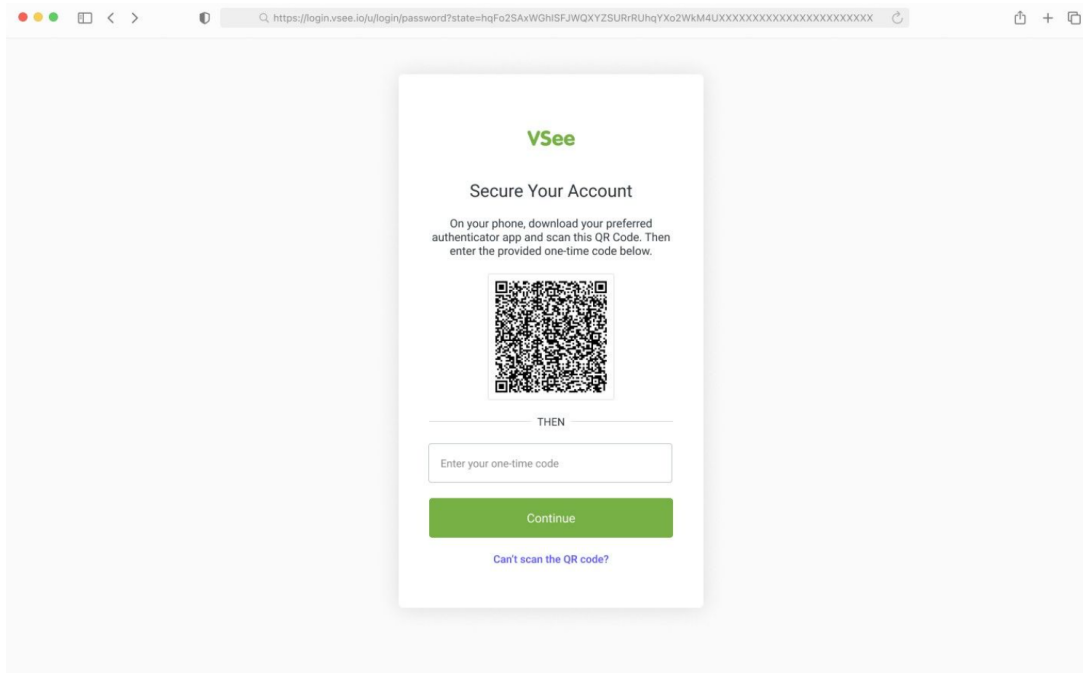 https://login.vsee.io/u/login/password?state=hqFo2SAxWGhISFJWQXYZSURrRUhqYXo2WkM4UXXXXXXXXXXXXXXXXXXXXXXX
VSee
Secure Your Account
On your phone, download your preferred
authenticator app and scan this QR Code. Then
enter the provided one-time code below.
THEN
Enter your one-time code
Continue
Can't scan the QR code?